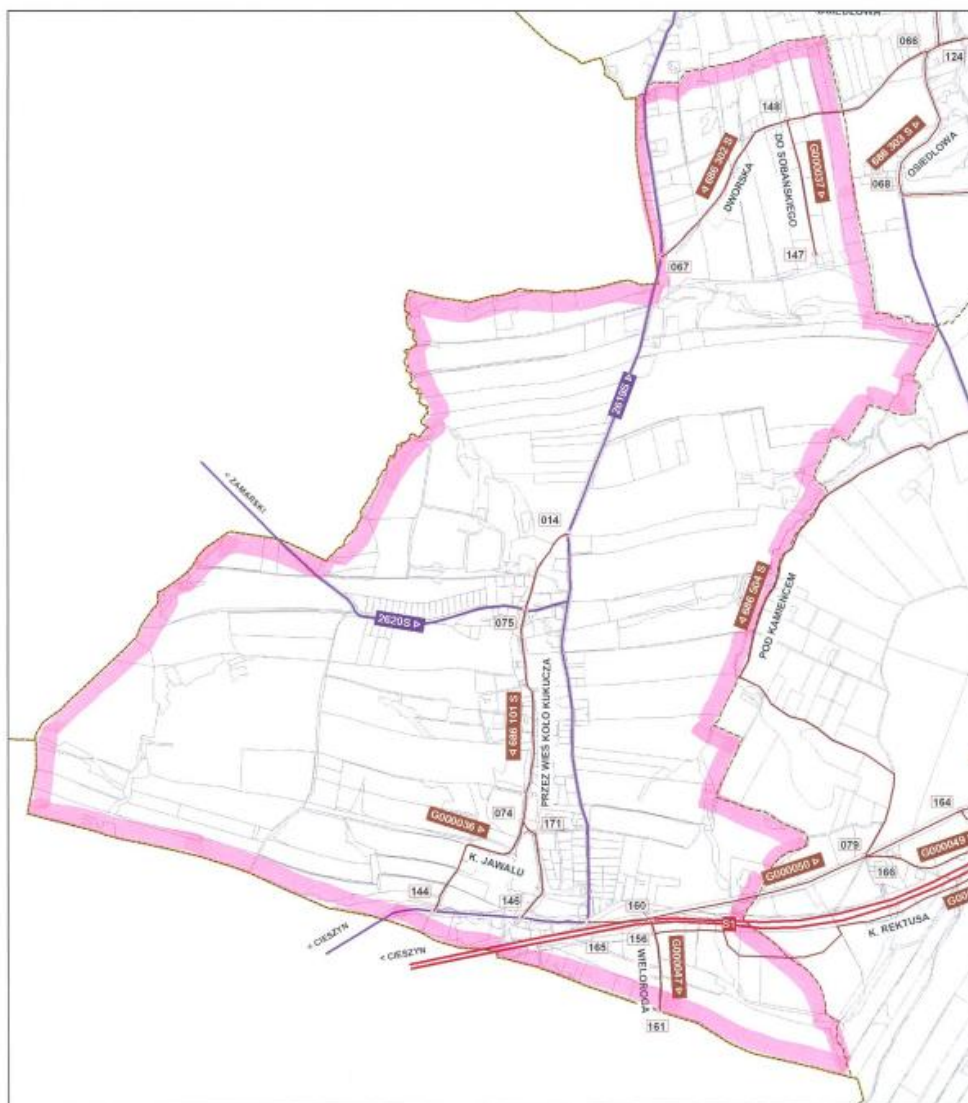 OSIEDLOWA
066
124
148
686 303 S
OSIEDLOWA
686 302 S
DWORSKA
DO SOBAŃSKIEGO
G000037
068
067
147
2619S
< ZAMARSKI
014
686 504 S
POD KAMIEŃCEM
2620S
075
686 101 S
PRZEZ WIEŚ KOŁO KUKUCZA
G000036
074
171
164
K. JAWALU
079
G000050
166
G000049
144
146
160
S1
K. REKTUSA
< CIESZYN
< CIESZYN
165
156
WIELOROGA
G000047
161